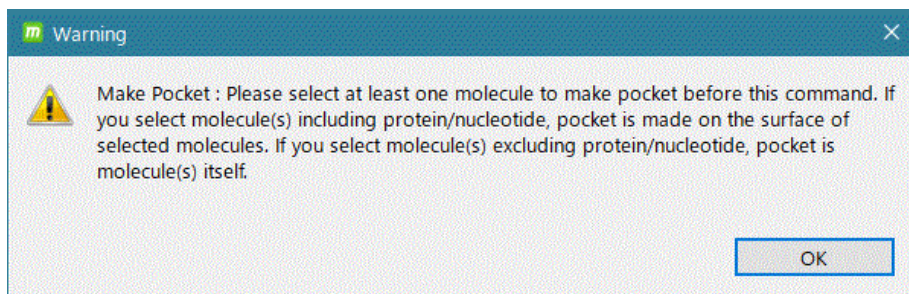 m Warning
Make Pocket : Please select at least one molecule to make pocket before this command. If
you select molecule(s) including protein/nucleotide, pocket is made on the surface of
selected molecules. If you select molecule(s) excluding protein/nucleotide, pocket is
molecule(s) itself.
OK